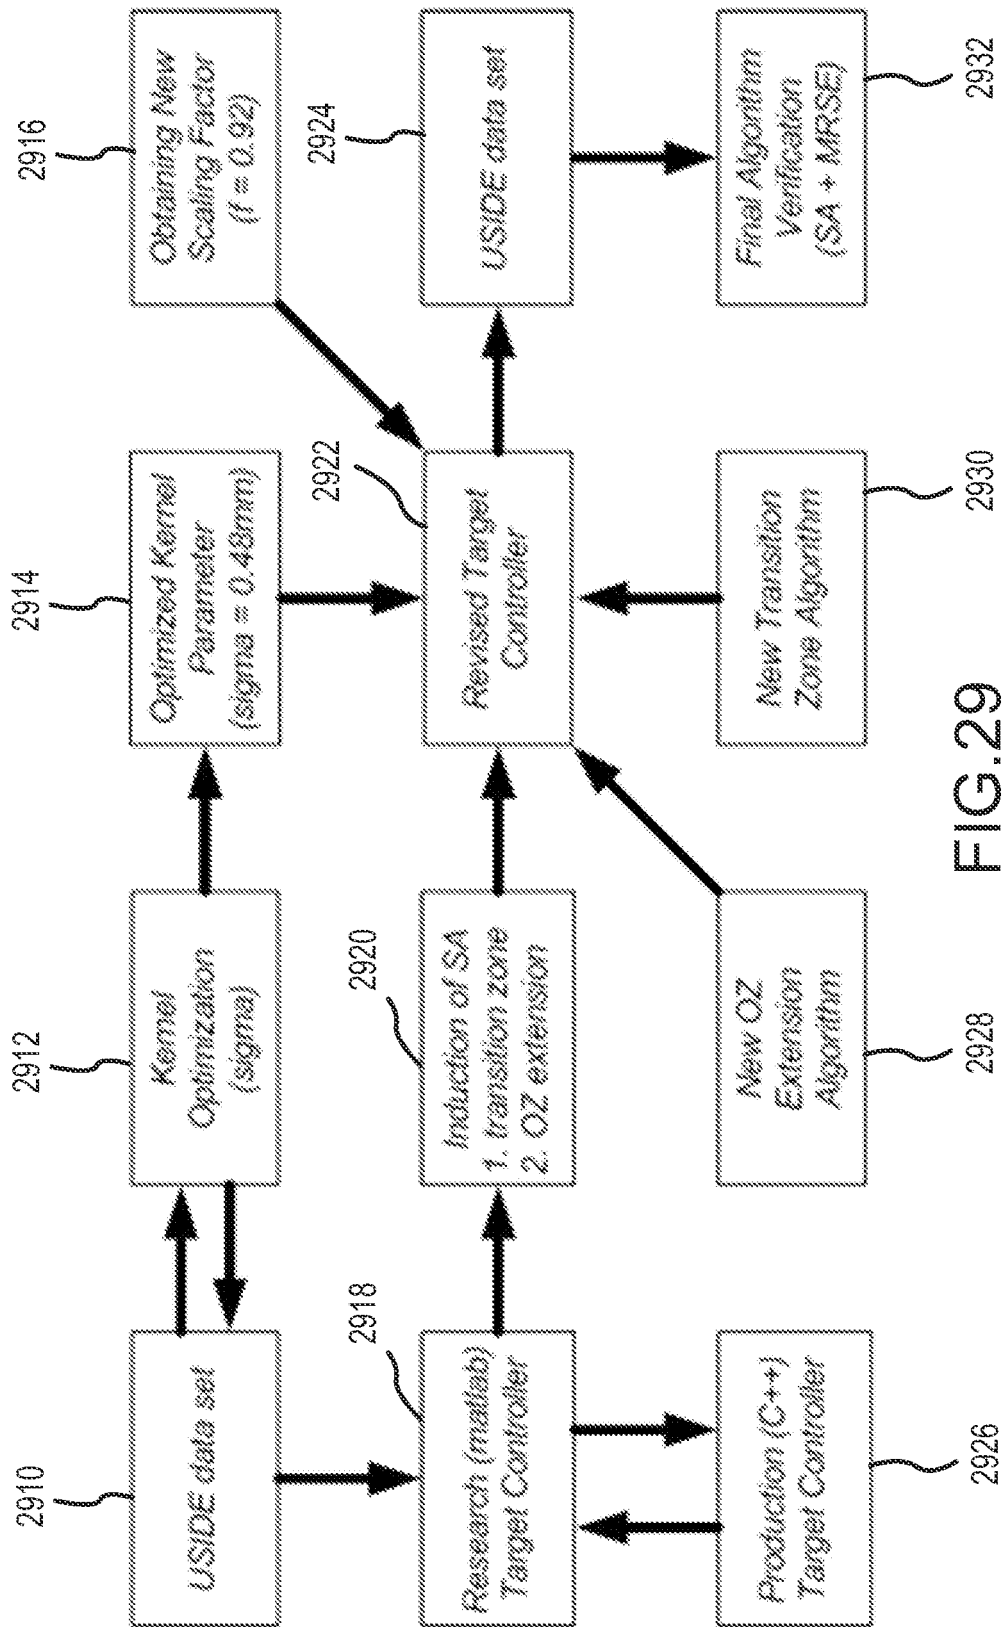 2910
USIDE data set
2912
Kernel
Optimization
(sigma)
2914
Optimized Kernel
Parameter
(sigma = 0.48mm)
2916
Obtaining New
Scaling Factor
(f = 0.92)
2918
Research (matlab)
Target Controller
2920
Induction of SA
1. transition zone
2. OZ extension
2922
Revised Target
Controller
2924
USIDE data set
Production (C++)
Target Controller
2926
New OZ
Extension
Algorithm
2928
New Transition
Zone Algorithm
2930
Final Algorithm
Verification
(SA + MRSE)
2932
FIG.29